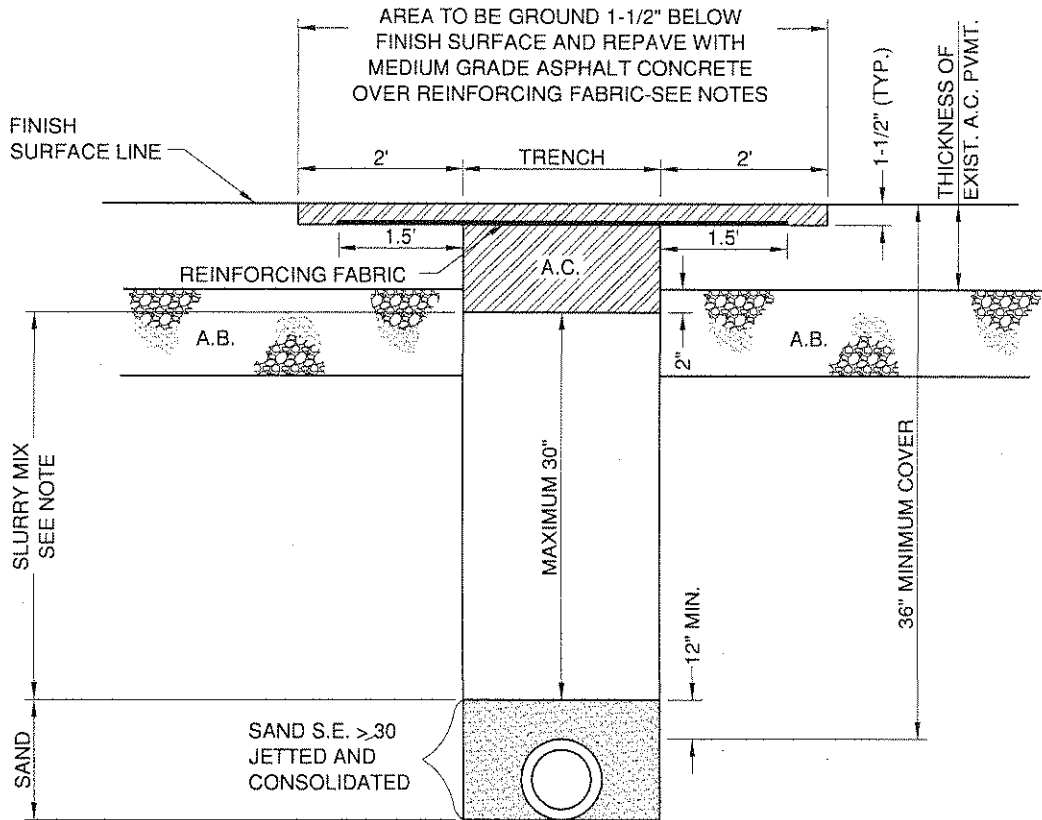 AREA TO BE GROUND 1-1/2" BELOW
FINISH SURFACE AND REPAVE WITH
MEDIUM GRADE ASPHALT CONCRETE
OVER REINFORCING FABRIC-SEE NOTES
FINISH
SURFACE LINE
2'
TRENCH
2'
1-1/2" (TYP.)
THICKNESS OF
EXIST. A.C. PVMT.
1.5'
1.5'
REINFORCING FABRIC
A.C.
A.B.
A.B.
2"
SLURRY MIX
SEE NOTE
MAXIMUM 30"
36" MINIMUM COVER
12" MIN.
SAND
SAND S.E. > 30
JETTED AND
CONSOLIDATED